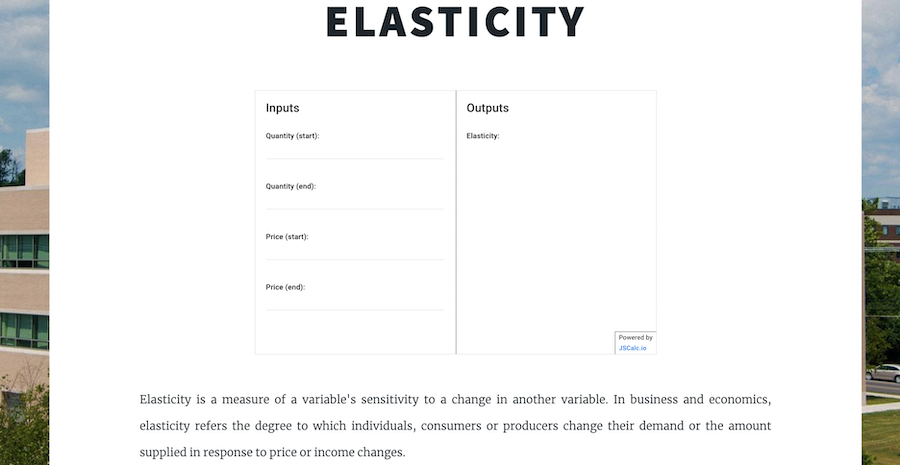 ELASTICITY
Inputs
Quantity (start):
Quantity (end):
Price (start):
Price (end):
Outputs
Elasticity:
Powered by
JSCalc.io
Elasticity is a measure of a variable's sensitivity to a change in another variable. In business and economics,
elasticity refers the degree to which individuals, consumers or producers change their demand or the amount
supplied in response to price or income changes.